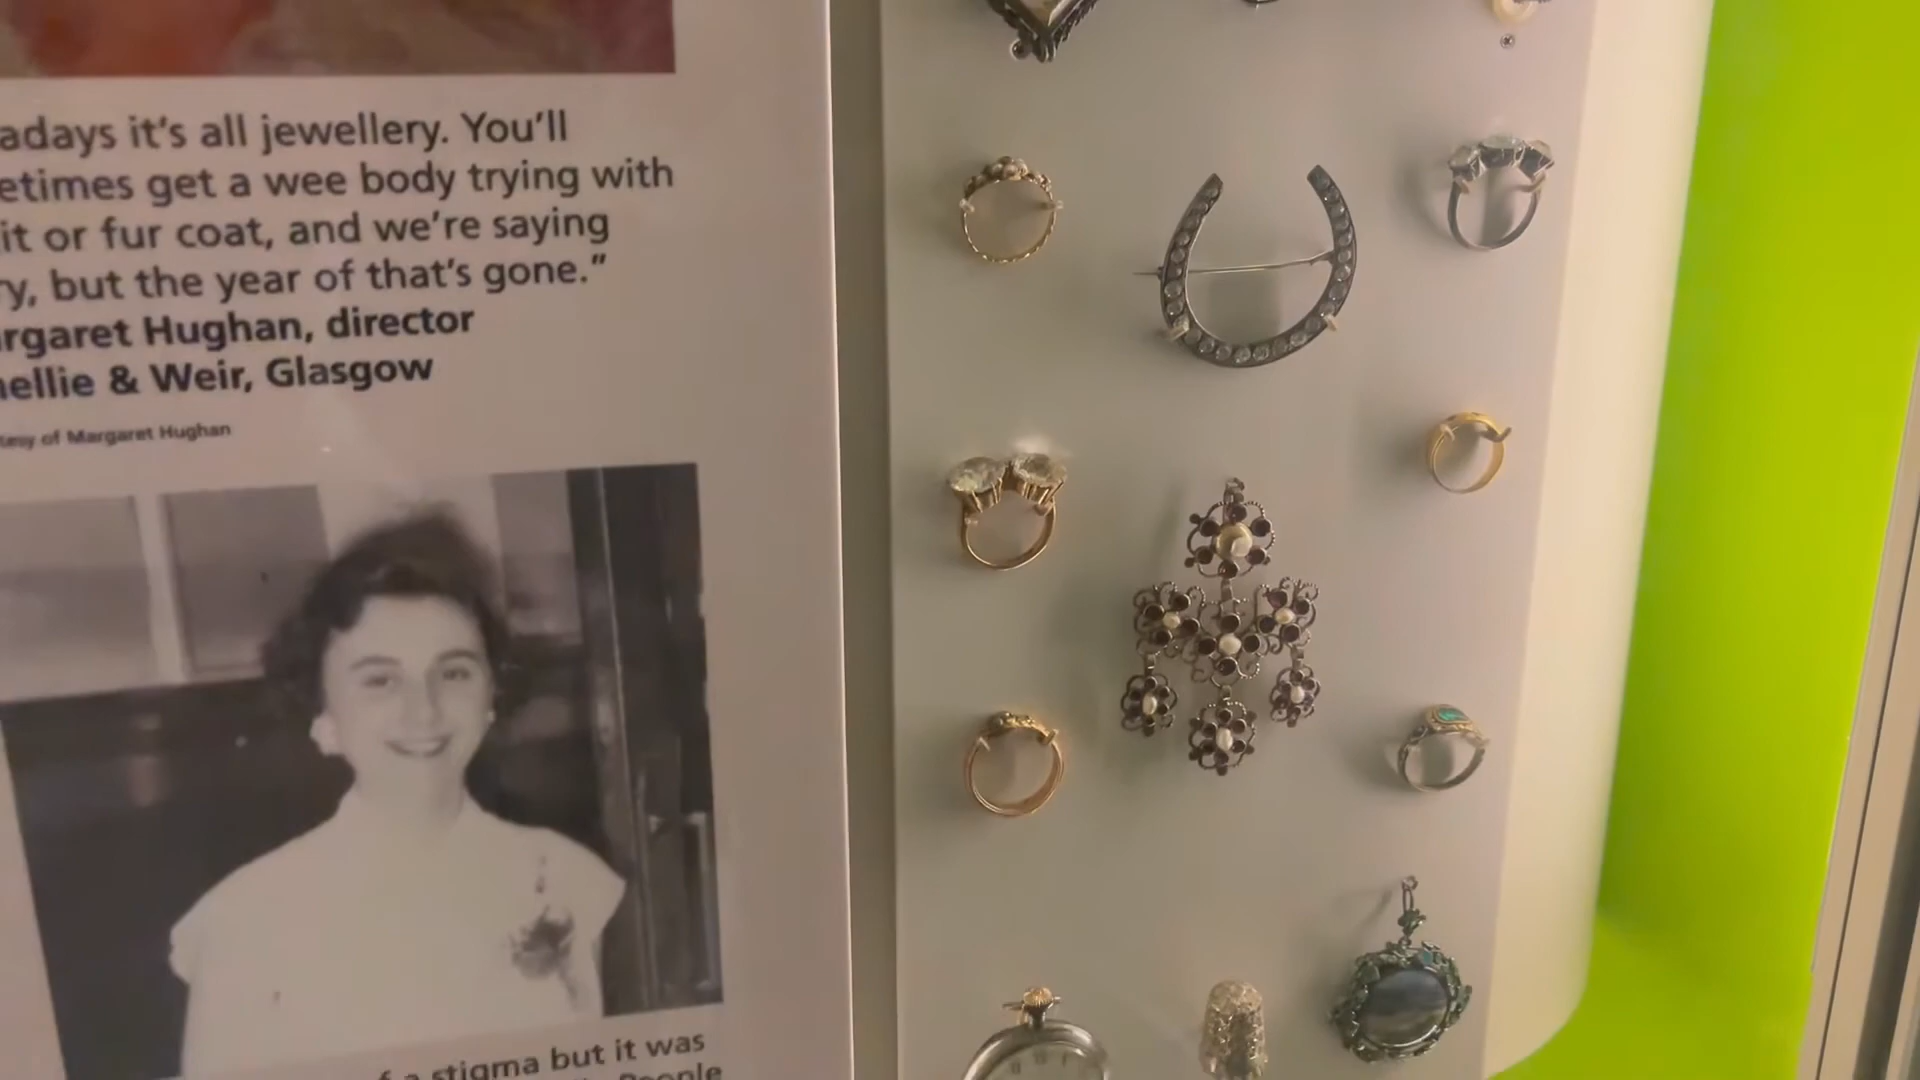 adays it's all jewellery. You'll
etimes get a wee body trying with
it or fur coat, and we're saying
ry, but the year of that's gone."
rgaret Hughan, director
ellie & Weir, Glasgow
tesy of Margaret Hughan
a stigma but it was
People